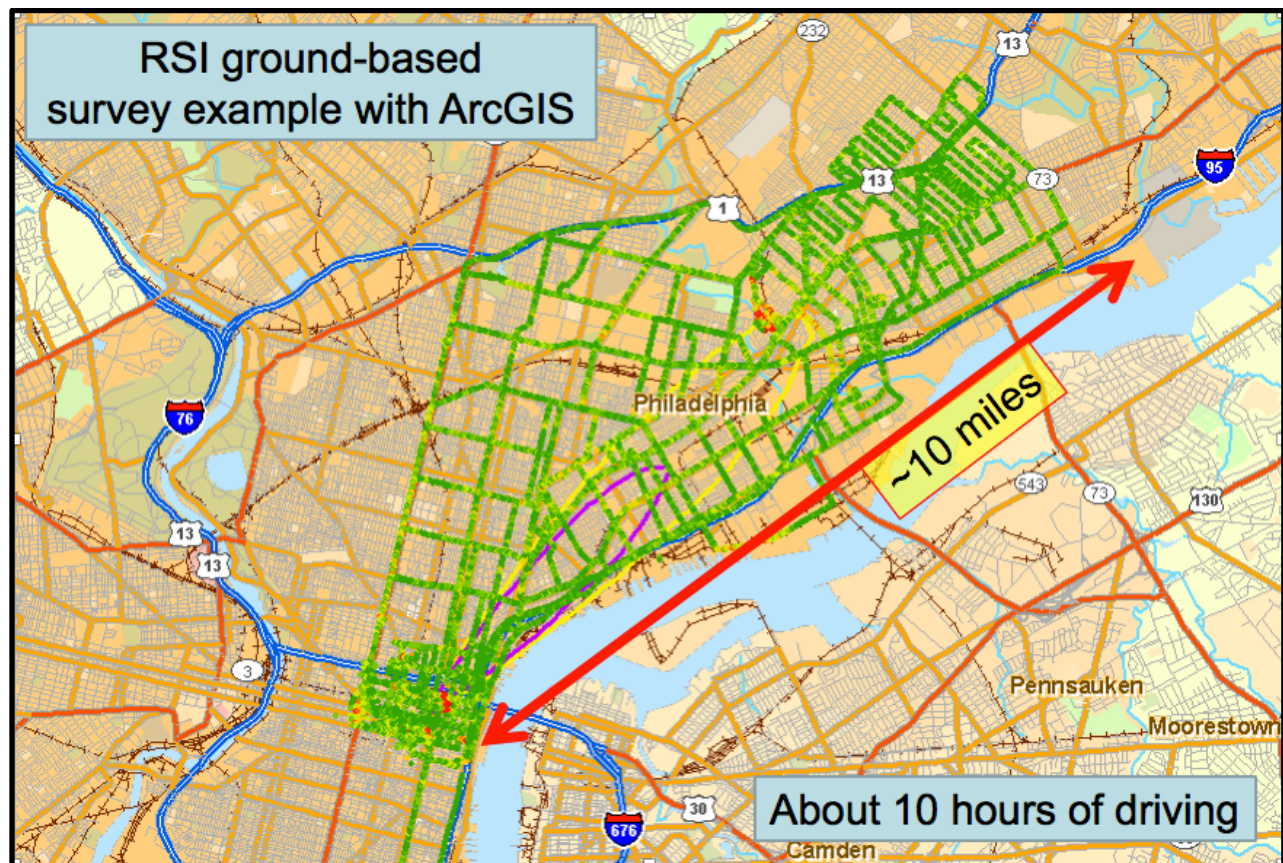 RSI ground-based
survey example with ArcGIS
232
13
95
13
73
1
76
Philadelphia
~10 miles
543
73
130
13
13
3
Pennsauken
Moorestown
30
About 10 hours of driving
676
Camden